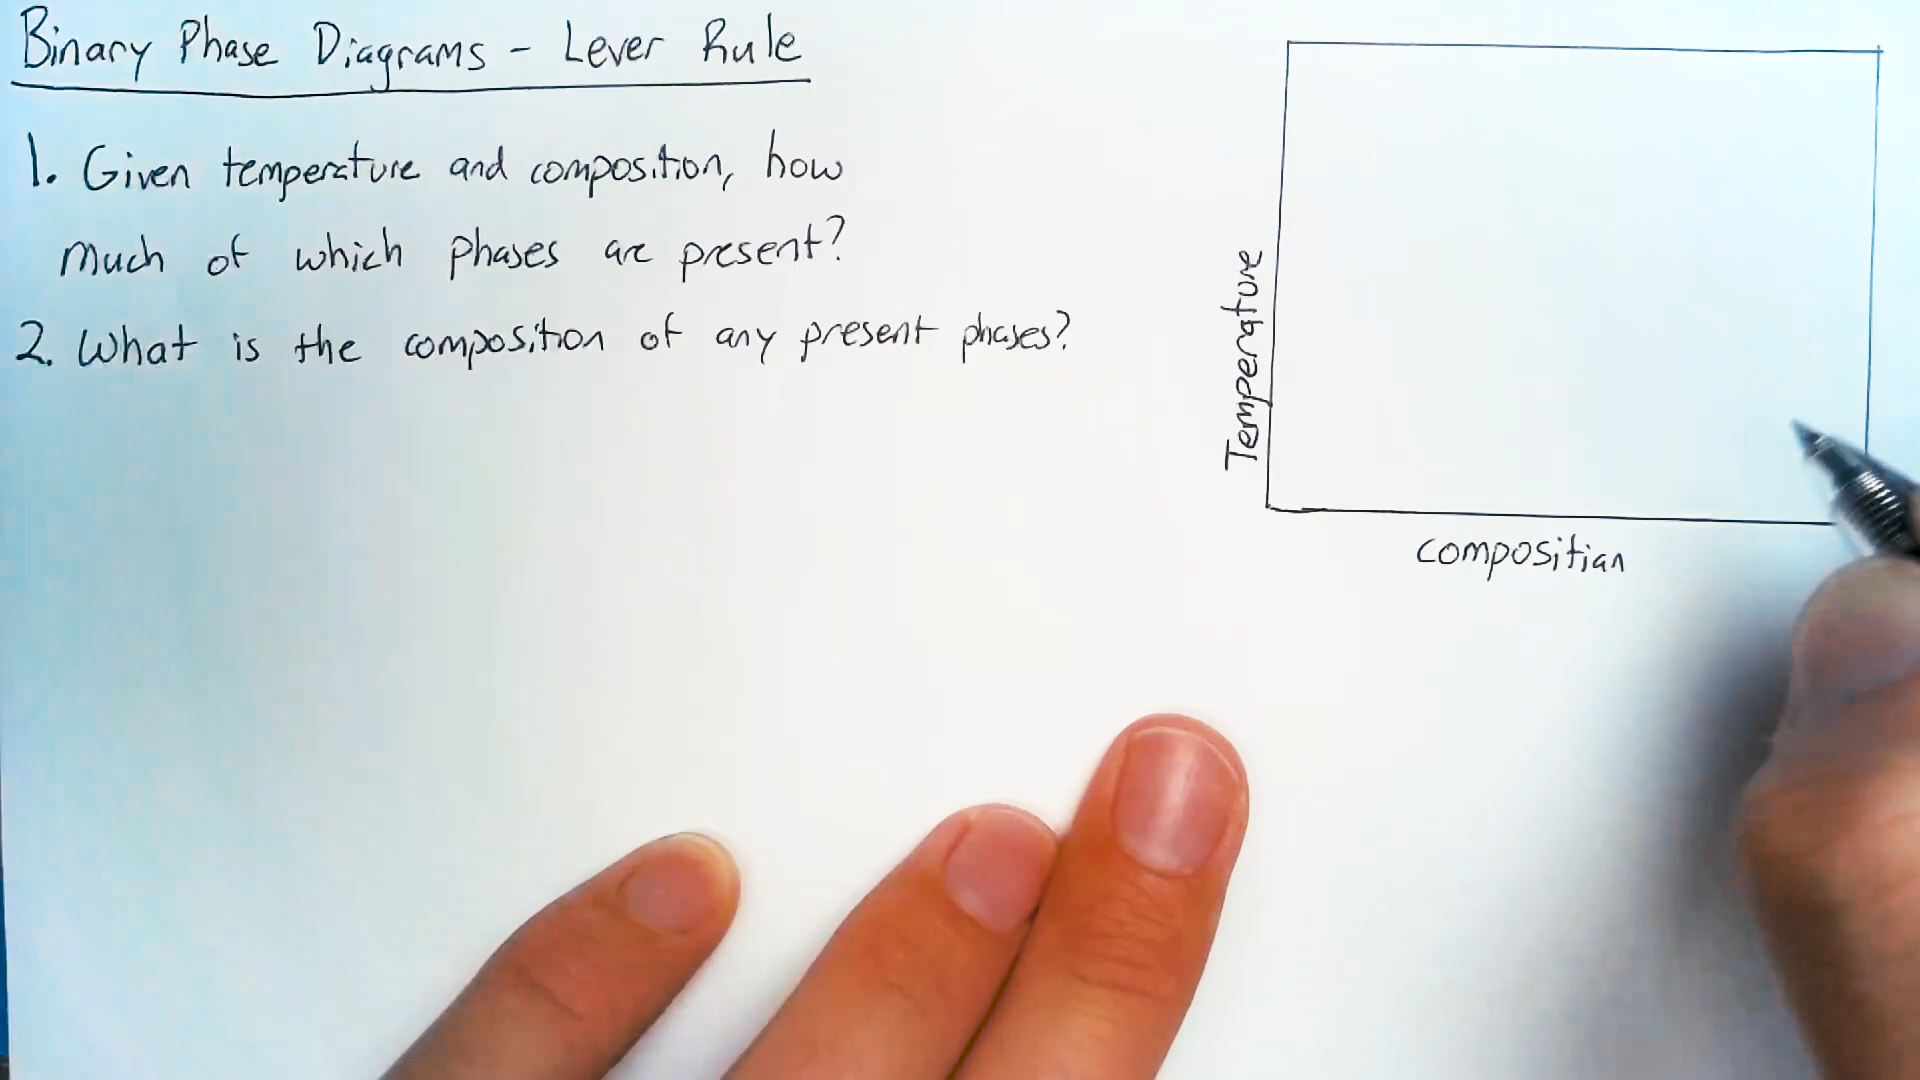 Binary Phase Diagrams - Lever Rule
1. Given temperature and composition, how
much of which phases are present?
2. What is the composition of any present phases?
Temperature
composition